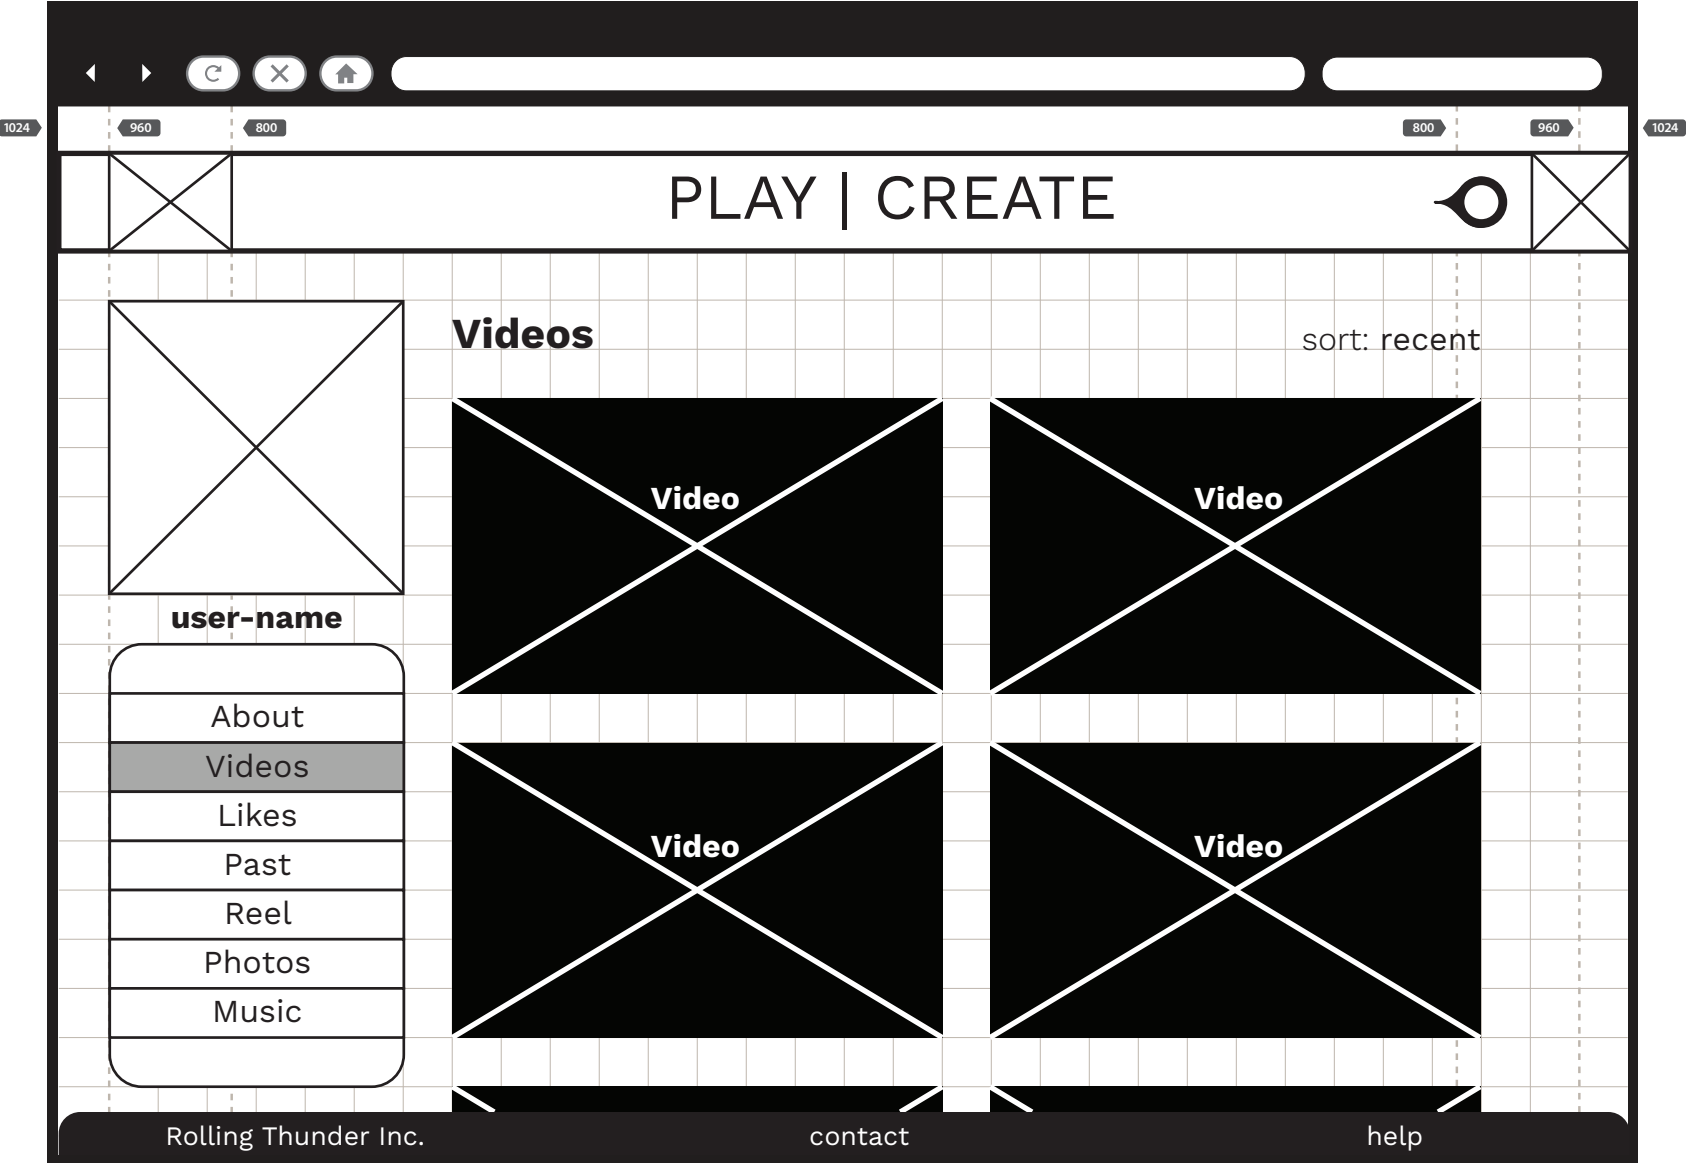 1024
960
800
800
960
1024
PLAY | CREATE
Videos
sort: recent
Video
Video
user-name
About
Videos
Likes
Past
Reel
Photos
Music
Video
Video
Rolling Thunder Inc.
contact
help